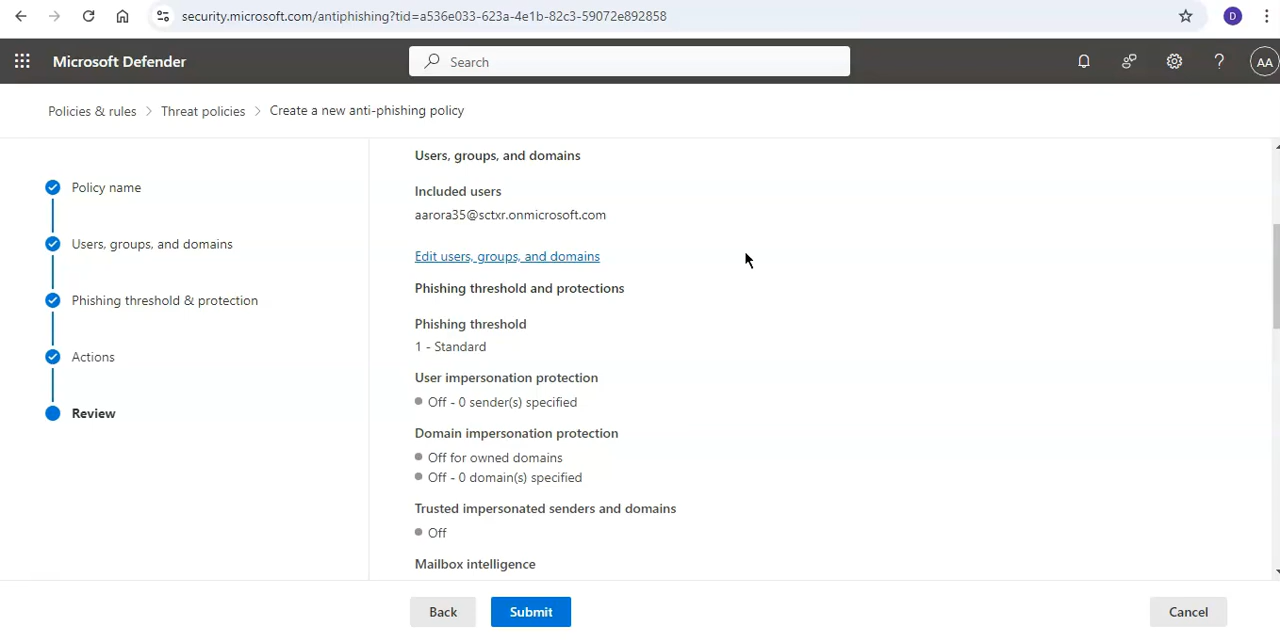 security.microsoft.com/antiphishing?tid=a536e033-623a-4e1b-82c3-59072e892858
D
Microsoft Defender
Search
AA
Policies & rules > Threat policies > Create a new anti-phishing policy
Policy name
Users, groups, and domains
Phishing threshold & protection
Actions
Review
Users, groups, and domains
Included users
aarora35@sctxr.onmicrosoft.com
Edit users, groups, and domains
Phishing threshold and protections
Phishing threshold
1 - Standard
User impersonation protection
Off - 0 sender(s) specified
Domain impersonation protection
Off for owned domains
Off - 0 domain(s) specified
Trusted impersonated senders and domains
Off
Mailbox intelligence
Back
Submit
Cancel